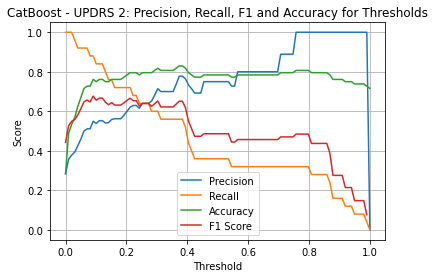 CatBoost - UPDRS 2: Precision, Recall, F1 and Accuracy for Thresholds
1.0
0.8
0.6
0.4
0.2
0.0
Score
Precision
Recall
Accuracy
F1 Score
0.0 0.2 0.4 0.6 0.8 1.0
Threshold